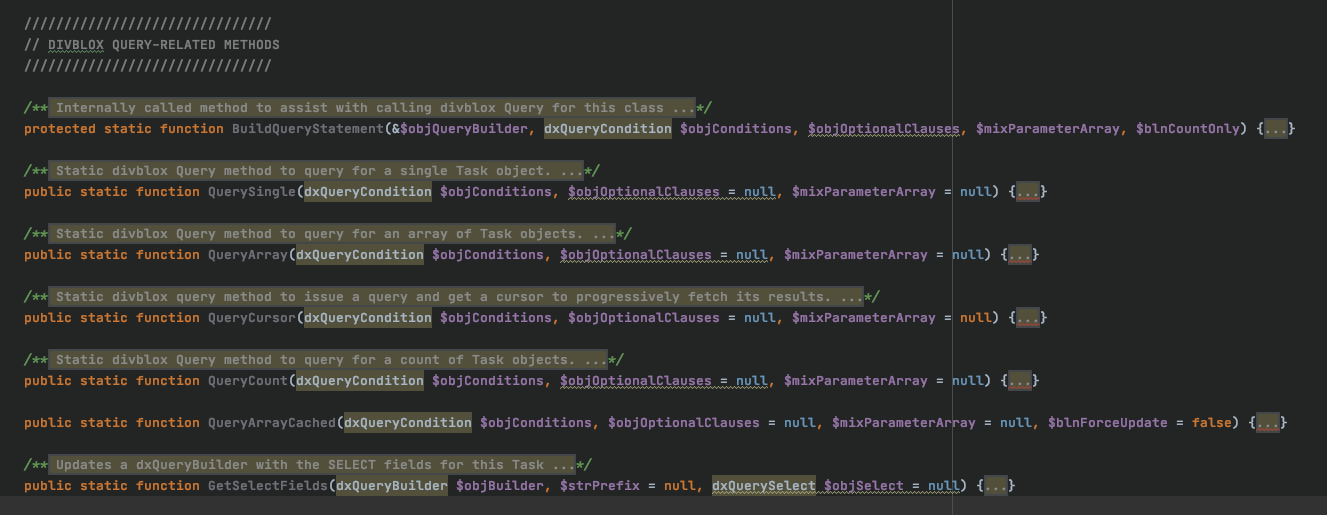 ///////////////////////////////
// DIVBLOX QUERY-RELATED METHODS
///////////////////////////////
/** Internally called method to assist with calling divblox Query for this class ...*/
protected static function BuildQueryStatement(&$objQueryBuilder, dxQueryCondition $objConditions, $objOptionalClauses, $mixParameterArray, $blnCountOnly) {...}
/** Static divblox Query method to query for a single Task object. ...*/
public static function QuerySingle(dxQueryCondition $objConditions, $objOptionalClauses = null, $mixParameterArray = null) {...}
/** Static divblox Query method to query for an array of Task objects. ...*/
public static function QueryArray(dxQueryCondition $objConditions, $objOptionalClauses = null, $mixParameterArray = null) {...}
/** Static divblox query method to issue a query and get a cursor to progressively fetch its results. ...*/
public static function QueryCursor(dxQueryCondition $objConditions, $objOptionalClauses = null, $mixParameterArray = null) {...}
/** Static divblox Query method to query for a count of Task objects. ...*/
public static function QueryCount(dxQueryCondition $objConditions, $objOptionalClauses = null, $mixParameterArray = null) {...}
public static function QueryArrayCached(dxQueryCondition $objConditions, $objOptionalClauses = null, $mixParameterArray = null, $blnForceUpdate = false) {...}
/** Updates a dxQueryBuilder with the SELECT fields for this Task ...*/
public static function GetSelectFields(dxQueryBuilder $objBuilder, $strPrefix = null, dxQuerySelect $objSelect = null) {...}